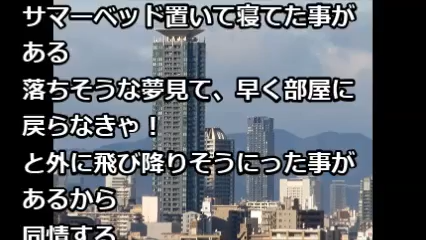 サマーベッド置いて寝てた事が
ある
落ちそうな夢見て、早く部屋に
戻らなきゃ！
と外に飛び降りそうにった事が
あるから
同情する